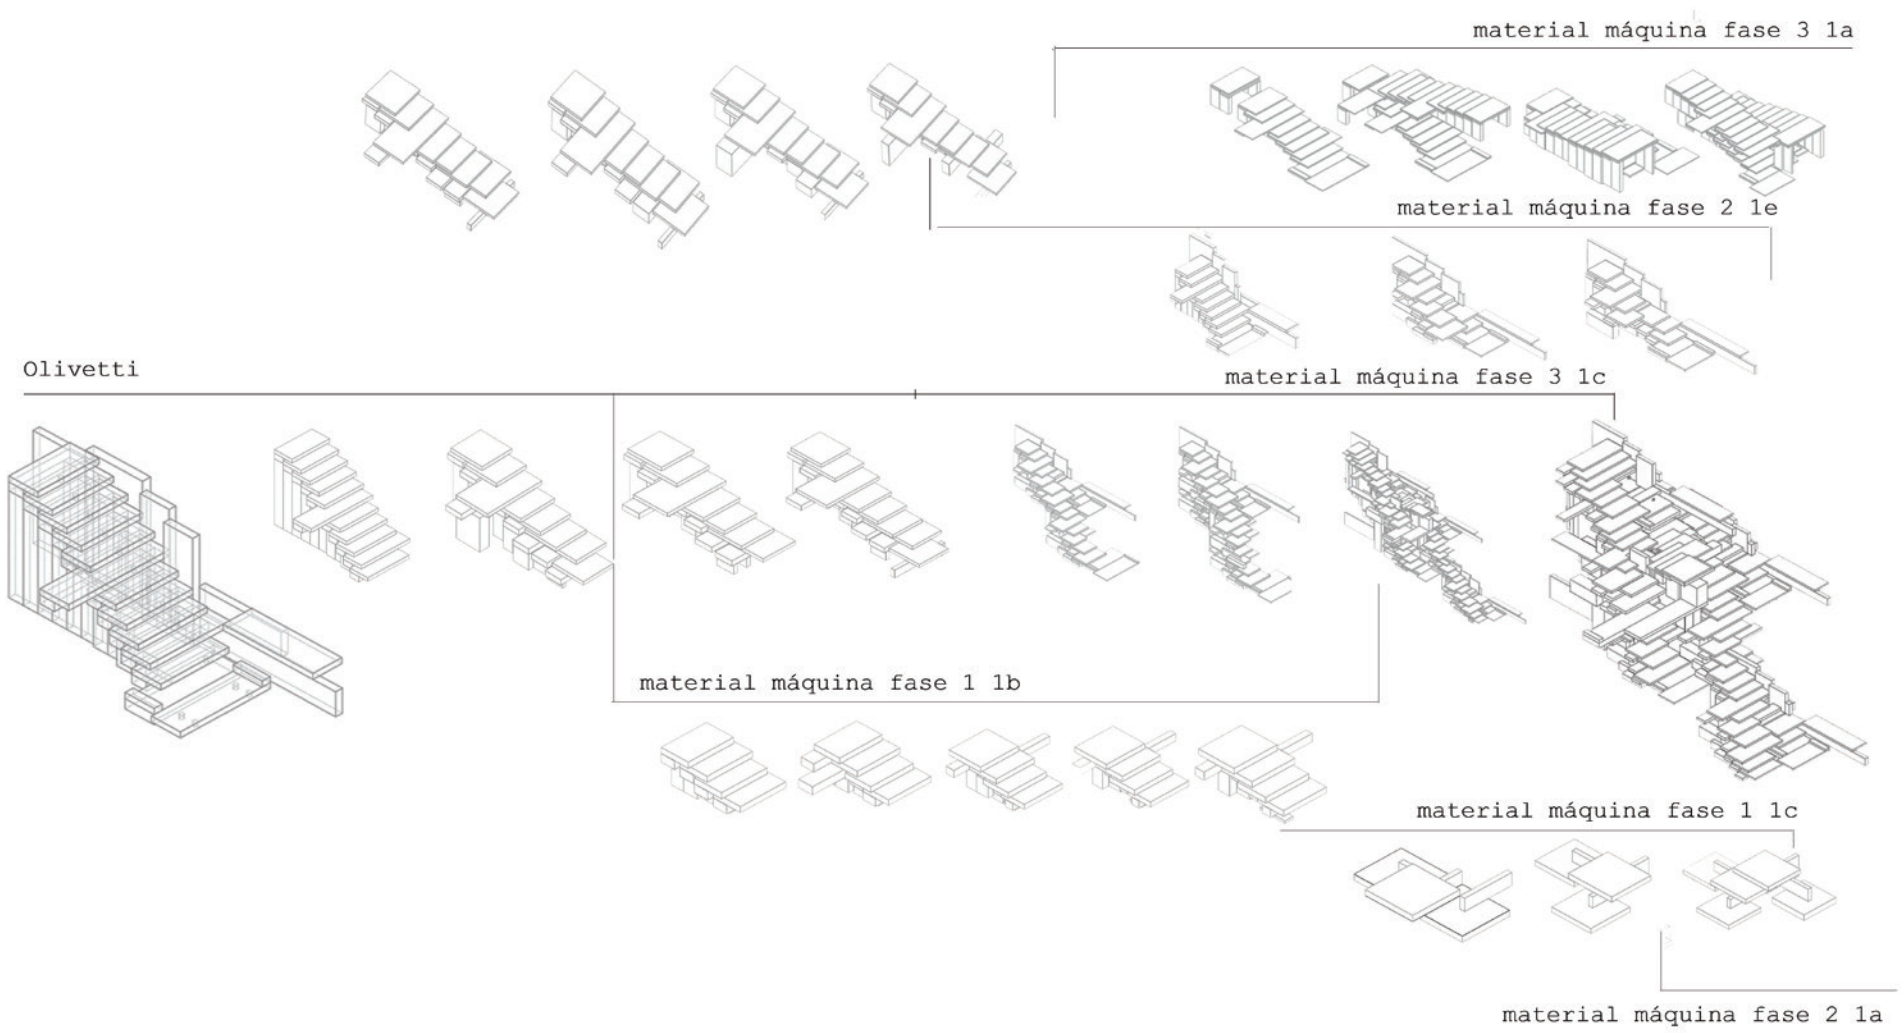 material máquina fase 3 1a
material máquina fase 2 1e
Olivetti
material máquina fase 3 1c
material máquina fase 1 1b
material máquina fase 1 1c
material máquina fase 2 1a